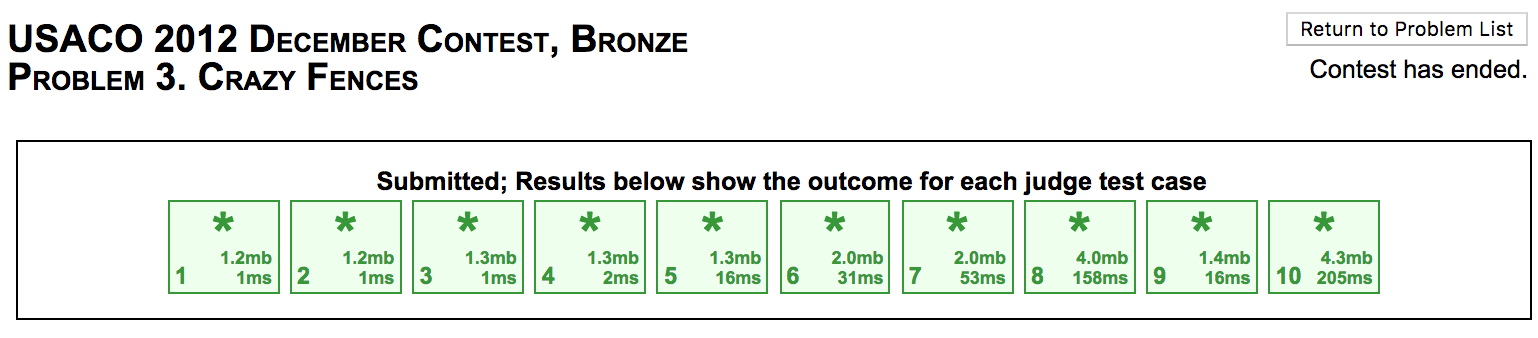 USACO 2012 December Contest, Bronze
Problem 3. Crazy Fences
Return to Problem List
Contest has ended.
Submitted; Results below show the outcome for each judge test case
* 1 1.2mb 1ms
* 2 1.2mb 1ms
* 3 1.3mb 1ms
* 4 1.3mb 2ms
* 5 1.3mb 16ms
* 6 2.0mb 31ms
* 7 2.0mb 53ms
* 8 4.0mb 158ms
* 9 1.4mb 16ms
* 10 4.3mb 205ms